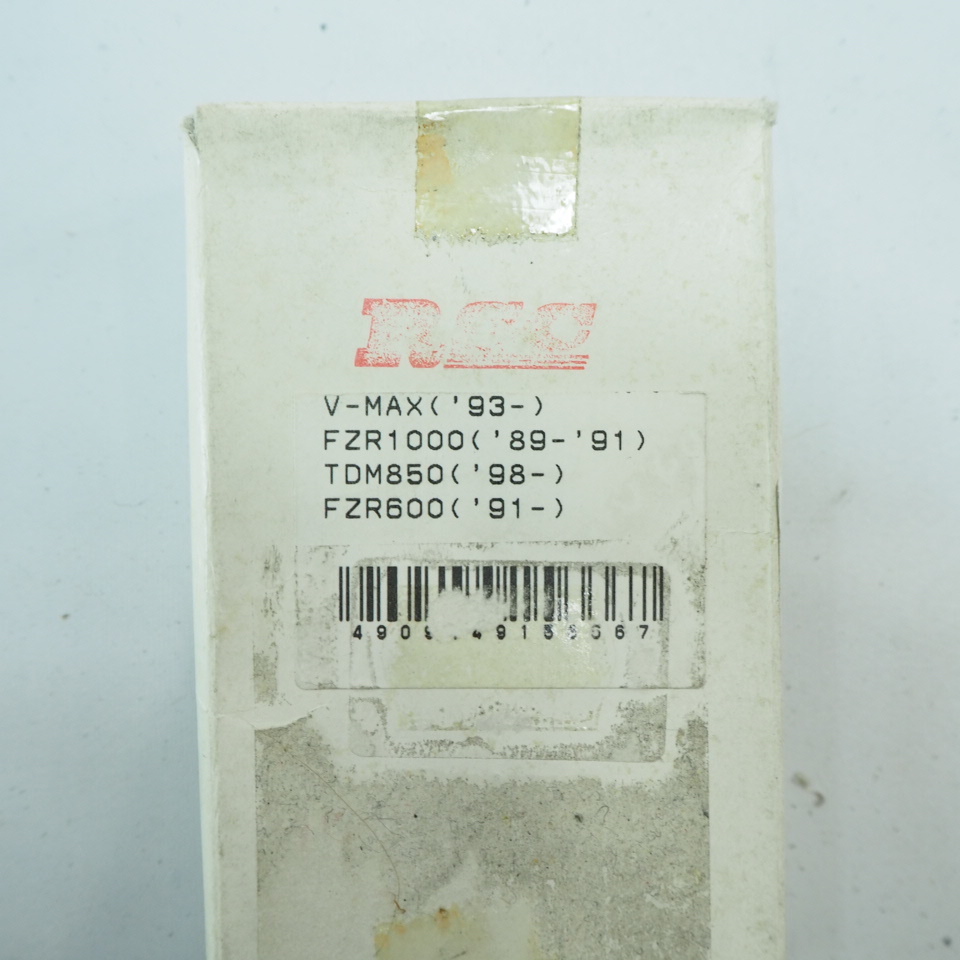 V-MAX('93-)
FZR1000('89-'91)
TDM850('98-)
FZR600('91-)